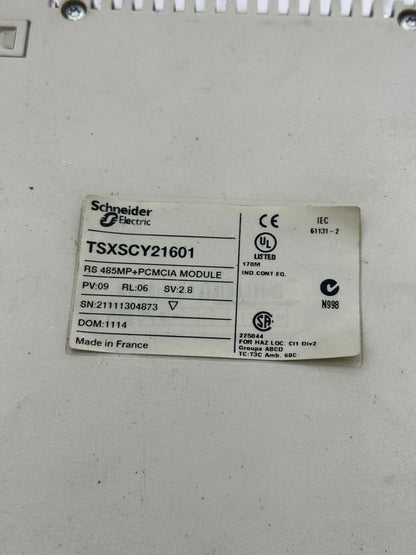 Schneider
Electric
TSXSCY21601
RS 485MP+PCMCIA MODULE
PV:09 RL:06 SV:2.8
SN:21111304873
DOM:1114
Made in France
CE
IEC
61131-2
UL
LISTED
170M
IND.CONT.EQ.
N998
SA
225044
FOR HAZ LOC. CI1 Div2
Groups ABCD
TC:T3C Amb. 60C